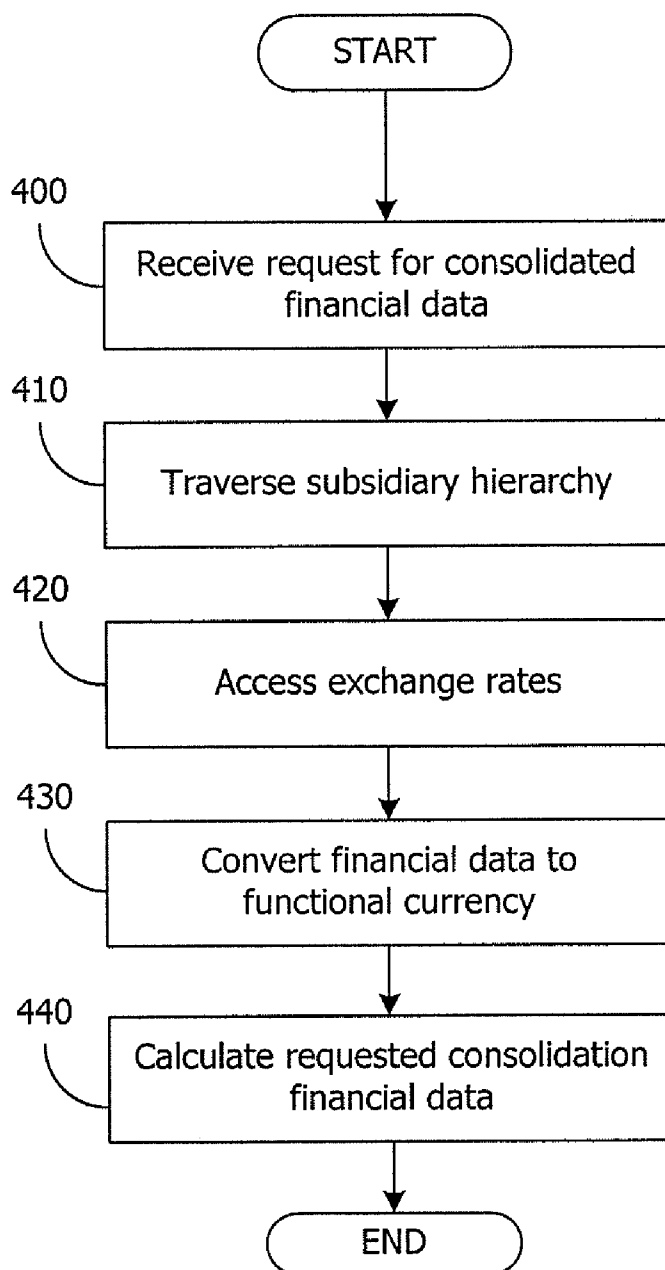 START
400
Receive request for consolidated
financial data
410
Traverse subsidiary hierarchy
420
Access exchange rates
430
Convert financial data to
functional currency
440
Calculate requested consolidation
financial data
END